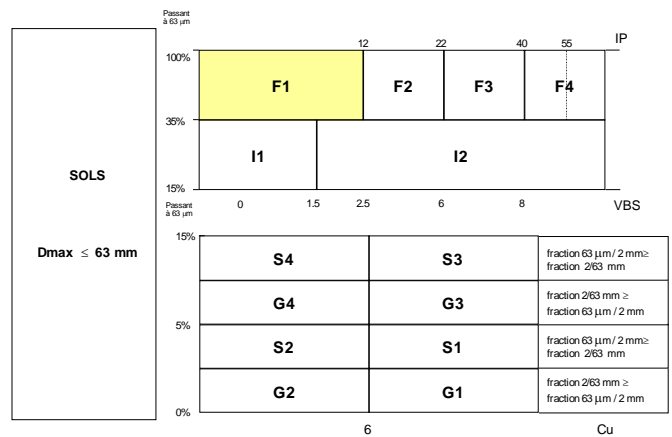 Passant
à 63 µm
IP
12 22 40 55
100%
F1 F2 F3 F4
35%
I1 I2
SOLS
15%
Passant
à 63 µm
0 1.5 2.5 6 8 VBS
15%
Dmax ≤ 63 mm
S4 S3 fraction 63 µm / 2 mm≥
fraction 2/63 mm
G4 G3 fraction 2/63 mm ≥
fraction 63 µm / 2 mm
5%
S2 S1 fraction 63 µm / 2 mm≥
fraction 2/63 mm
G2 G1 fraction 2/63 mm ≥
fraction 63 µm / 2 mm
0%
6 Cu